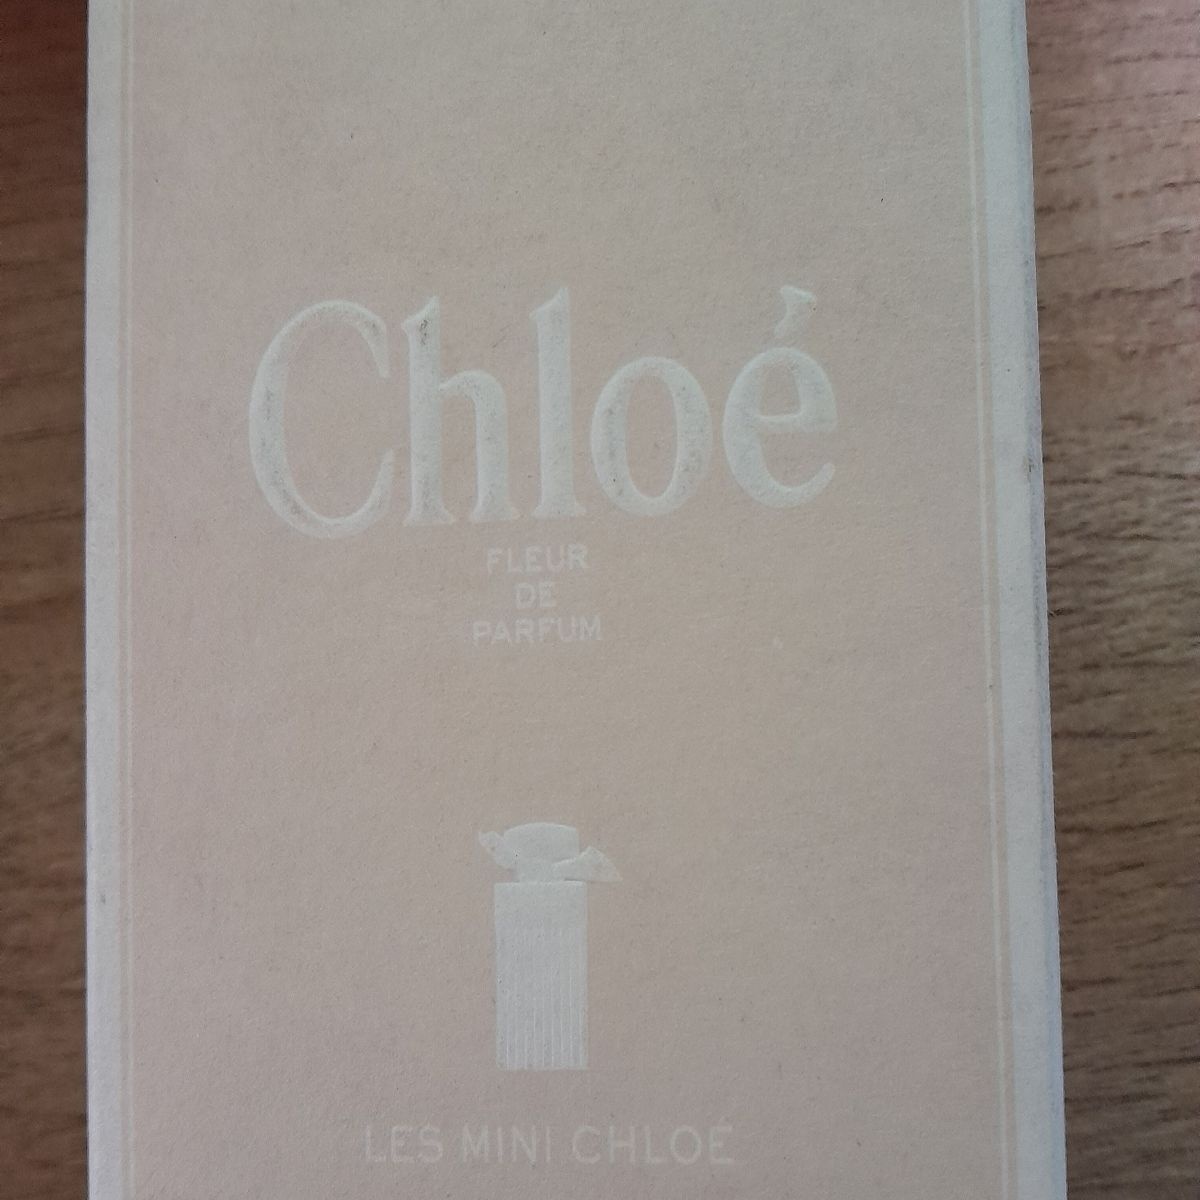 Chloé
FLEUR
DE
PARFUM
LES MINI CHLOÉ